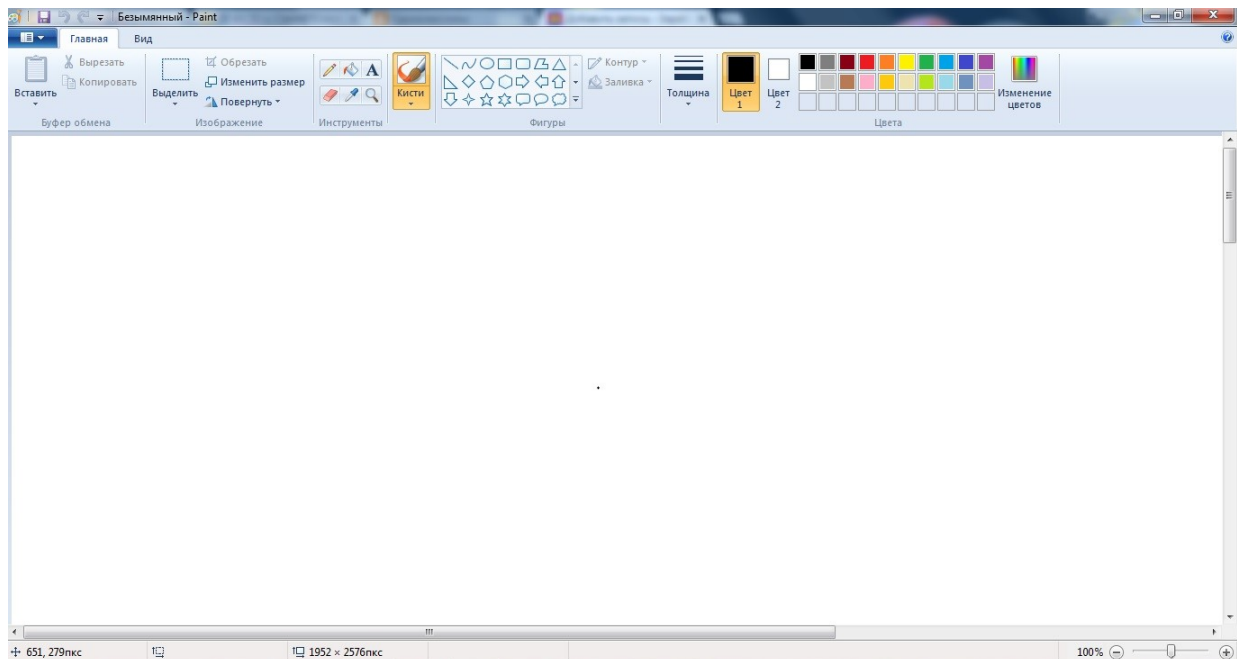 Безымянный - Paint
Главная Вид
Вставить
Вырезать
Копировать
Буфер обмена
Выделить
Обрезать
Изменить размер
Повернуть
Изображение
A
Инструменты
Кисти
Контур
Заливка
Фигуры
Толщина
Цвет
1
Цвет
2
Изменение
цветов
Цвета
651, 279пкс
1952 × 2576пкс
100%